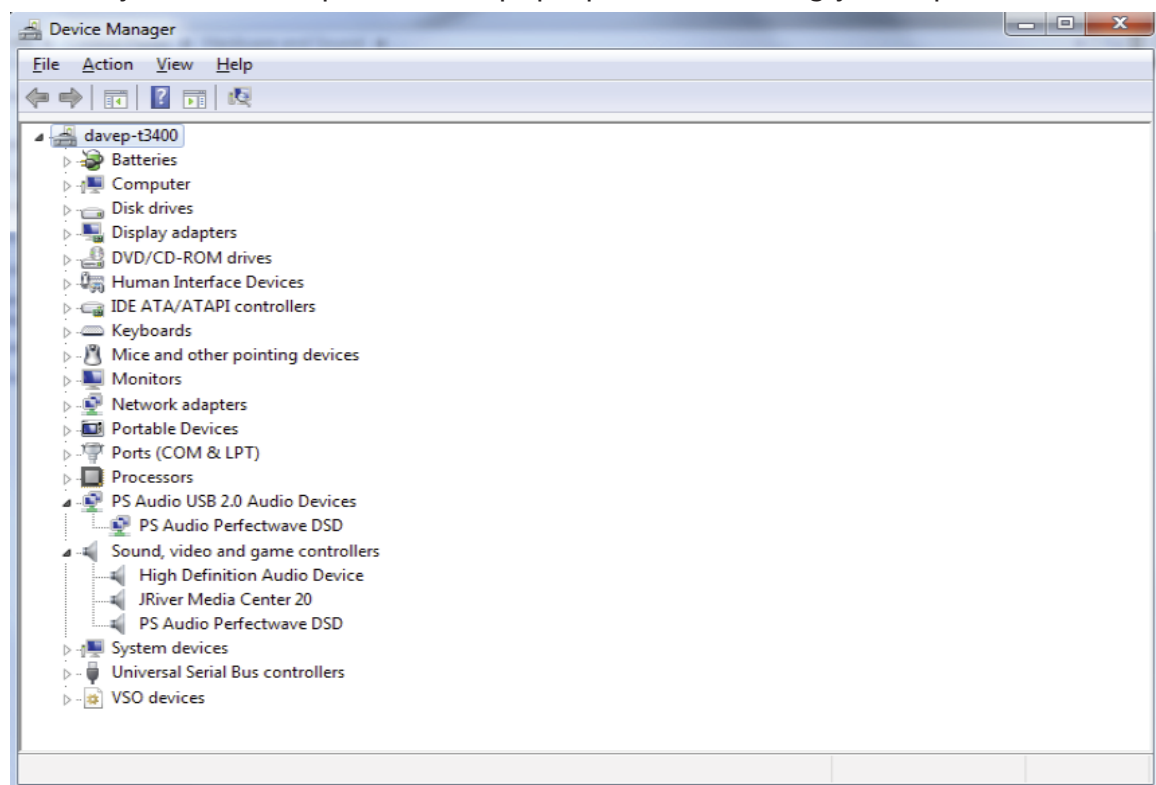 Device Manager
File Action View Help
davep-t3400
Batteries
Computer
Disk drives
Display adapters
DVD/CD-ROM drives
Human Interface Devices
IDE ATA/ATAPI controllers
Keyboards
Mice and other pointing devices
Monitors
Network adapters
Portable Devices
Ports (COM & LPT)
Processors
PS Audio USB 2.0 Audio Devices
PS Audio Perfectwave DSD
Sound, video and game controllers
High Definition Audio Device
JRiver Media Center 20
PS Audio Perfectwave DSD
System devices
Universal Serial Bus controllers
VSO devices